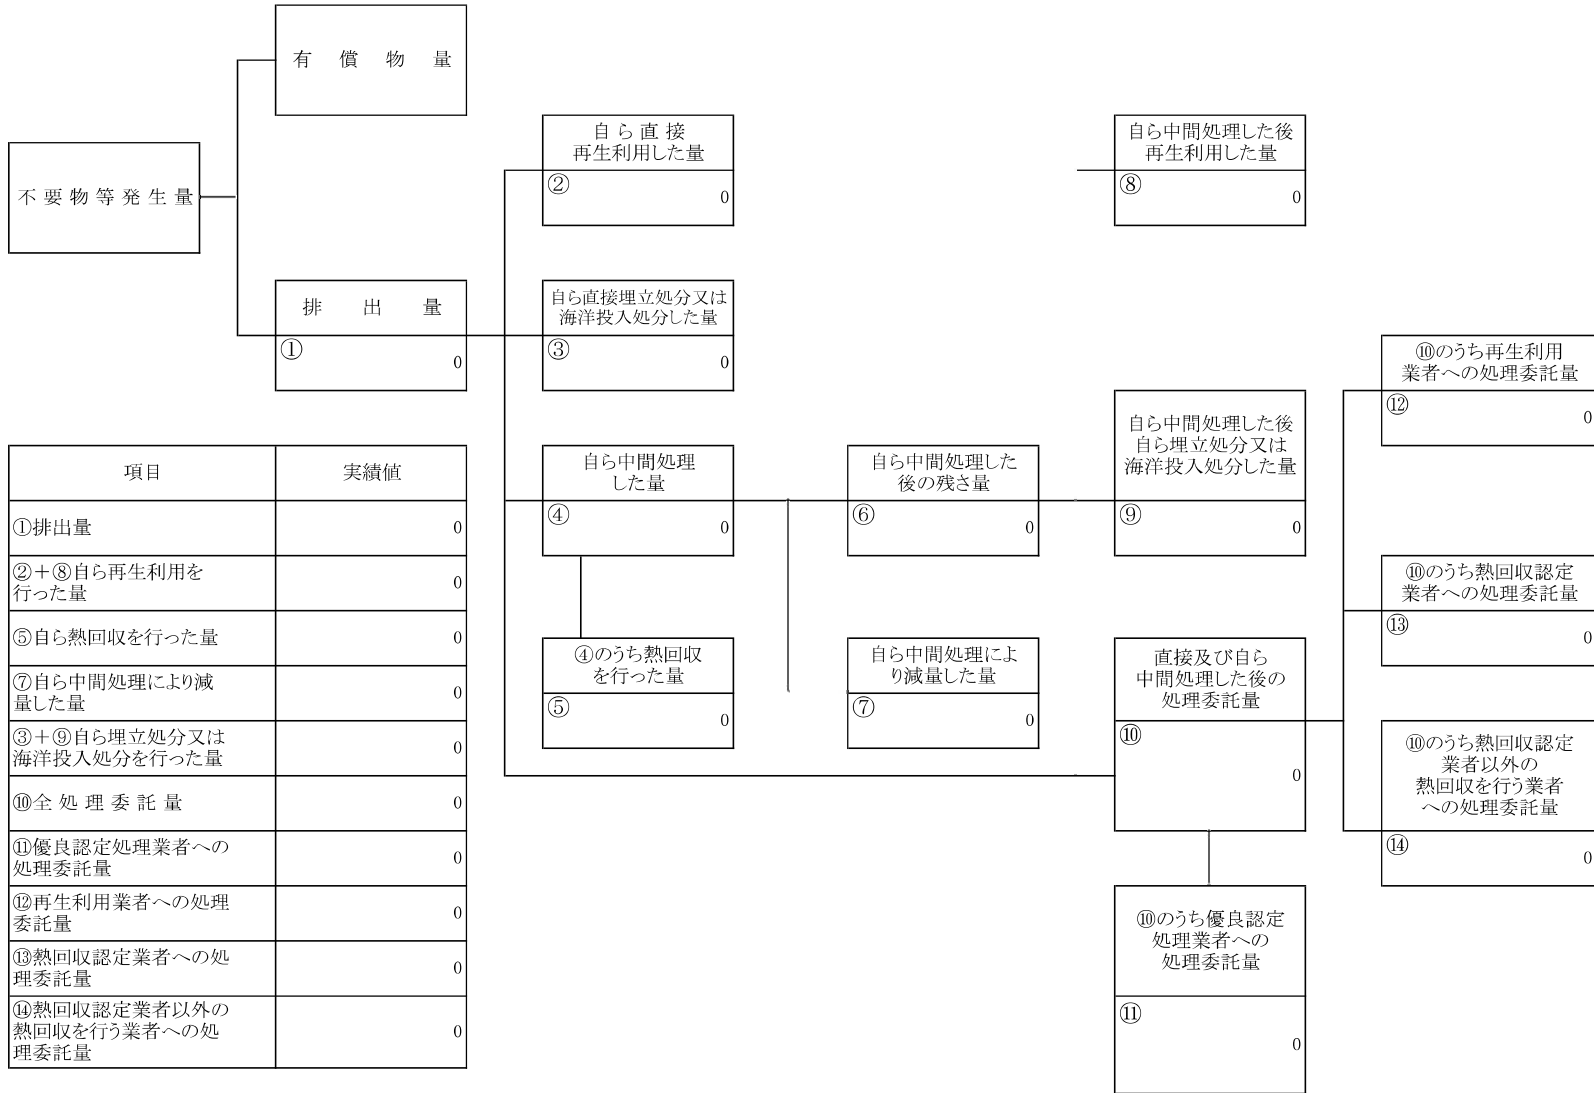 有償物量
不要物等発生量
排出量
①
0
自ら直接
再生利用した量
②
0
自ら直接埋立処分又は
海洋投入処分した量
③
0
自ら中間処理
した量
④
0
④のうち熱回収
を行った量
⑤
0
自ら中間処理した
後の残さ量
⑥
0
自ら中間処理によ
り減量した量
⑦
0
自ら中間処理した後
再生利用した量
⑧
0
自ら中間処理した後
自ら埋立処分又は
海洋投入処分した量
⑨
0
直接及び自ら
中間処理した後の
処理委託量
⑩
0
⑩のうち優良認定
処理業者への
処理委託量
⑪
0
⑩のうち再生利用
業者への処理委託量
⑫
0
⑩のうち熱回収認定
業者への処理委託量
⑬
0
⑩のうち熱回収認定
業者以外の
熱回収を行う業者
への処理委託量
⑭
0
項目 実績値
①排出量 0
②＋⑧自ら再生利用を
行った量 0
⑤自ら熱回収を行った量 0
⑦自ら中間処理により減
量した量 0
③＋⑨自ら埋立処分又は
海洋投入処分を行った量 0
⑩全処理委託量 0
⑪優良認定処理業者への
処理委託量 0
⑫再生利用業者への処理
委託量 0
⑬熱回収認定業者への処
理委託量 0
⑭熱回収認定業者以外の
熱回収を行う業者への処
理委託量 0